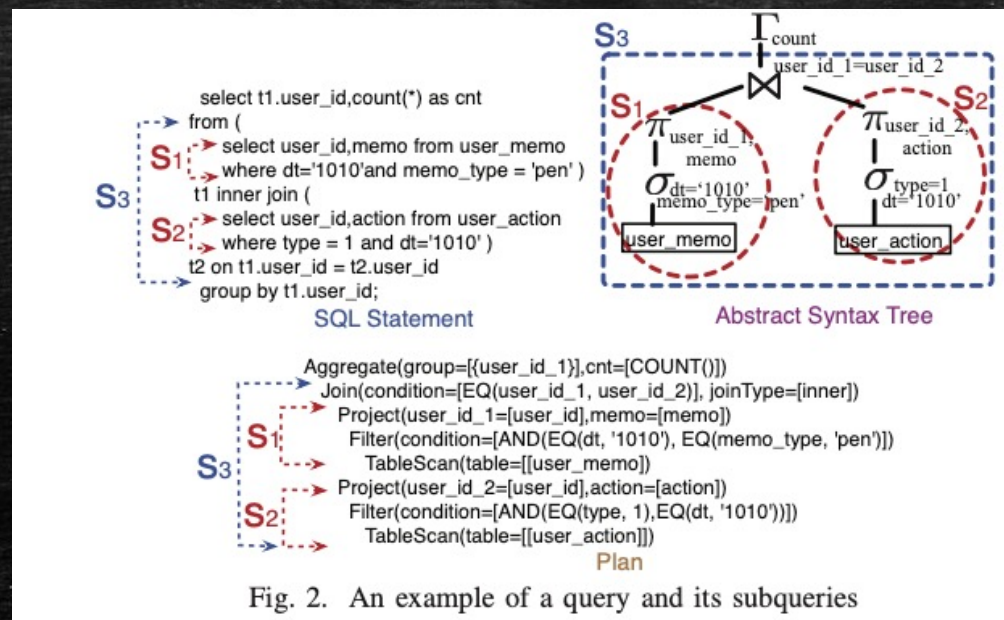 select t1.user_id,count(*) as cnt
from (
S1
select user_id,memo from user_memo
where dt='1010'and memo_type = 'pen' )
S3
t1 inner join (
S2
select user_id,action from user_action
where type = 1 and dt='1010' )
t2 on t1.user_id = t2.user_id
group by t1.user_id;
SQL Statement
S3
Γcount
⋈ user_id_1=user_id_2
S1
π user_id_1,
memo
σ dt='1010'
memo_type='pen'
user_memo
S2
π user_id_2,
action
σ type=1
dt='1010'
user_action
Abstract Syntax Tree
Aggregate(group=[{user_id_1}],cnt=[COUNT()])
Join(condition=[EQ(user_id_1, user_id_2)], joinType=[inner])
Project(user_id_1=[user_id],memo=[memo])
S1
Filter(condition=[AND(EQ(dt, '1010'), EQ(memo_type, 'pen')])
S3
TableScan(table=[[user_memo])
Project(user_id_2=[user_id],action=[action])
S2
Filter(condition=[AND(EQ(type, 1),EQ(dt, '1010'))])
TableScan(table=[[user_action]])
Plan
Fig. 2. An example of a query and its subqueries